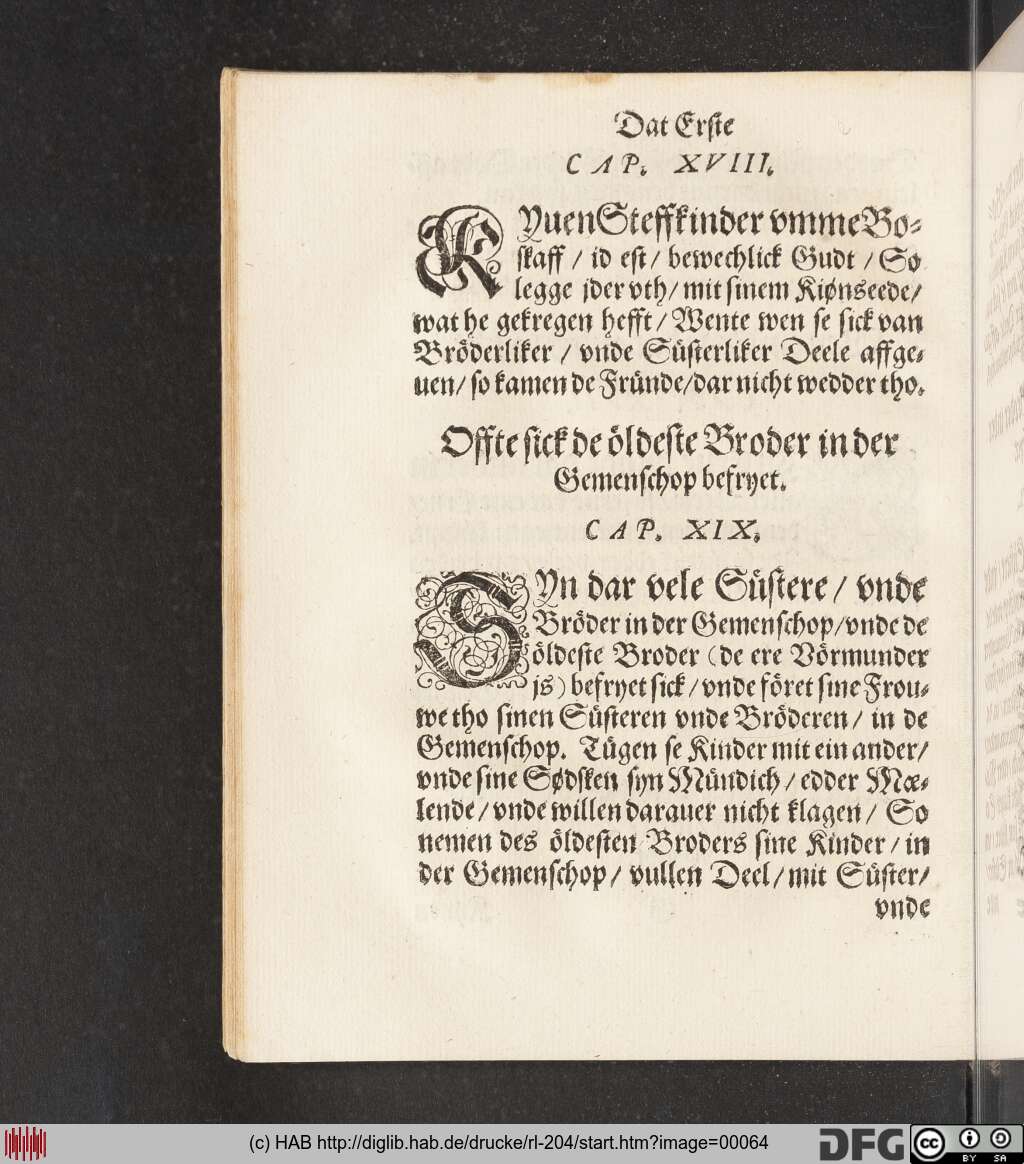 Dat Erste
CAP. XVIII.
KYuen Steffkinder vmme Bo⸗
skaff / id est / bewechlick Gudt / So
legge jder vth / mit sinem Kiønseede /
wat he gekregen hefft / Wente wen se sick van
Bröderliker / vnde Süsterliker Deele affge⸗
uen / so kamen de Fründe / dar nicht wedder tho.
Offte sick de öldeste Broder in der
Gemenschop befryet.
CAP. XIX.
SYn dar vele Süstere / vnde
Bröder in der Gemenschop / vnde de
öldeste Broder (de ere Vörmunder
js) befryet sick / vnde föret sine Frou⸗
we tho sinen Süsteren vnde Bröderen / in de
Gemenschop. Tügen se Kinder mit ein ander /
vnde sine Sødsken syn Mündich / edder Mæ⸗
lende / vnde willen darauer nicht klagen / So
nemen des öldesten Broders sine Kinder / in
der Gemenschop / vullen Deel / mit Süster /
vnde
(c) HAB http://diglib.hab.de/drucke/rl-204/start.htm?image=00064
DFG
cc BY SA